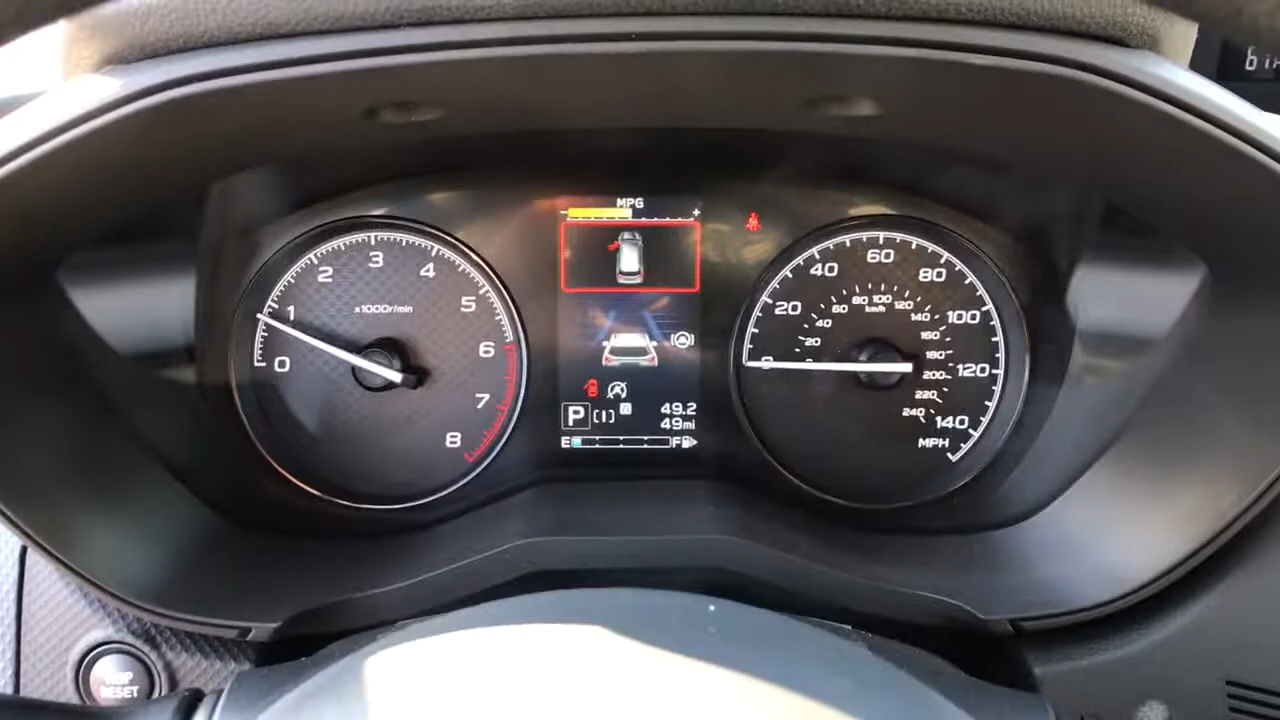 MPG
- +
0 1 2 3 4 5 6 7 8
x1000r/min
P
49.2
49mi
E F
20 40 60 80 100 120 140
20 40 60 80 100 120 140 160 180 200 220 240
km/h
MPH
RESET